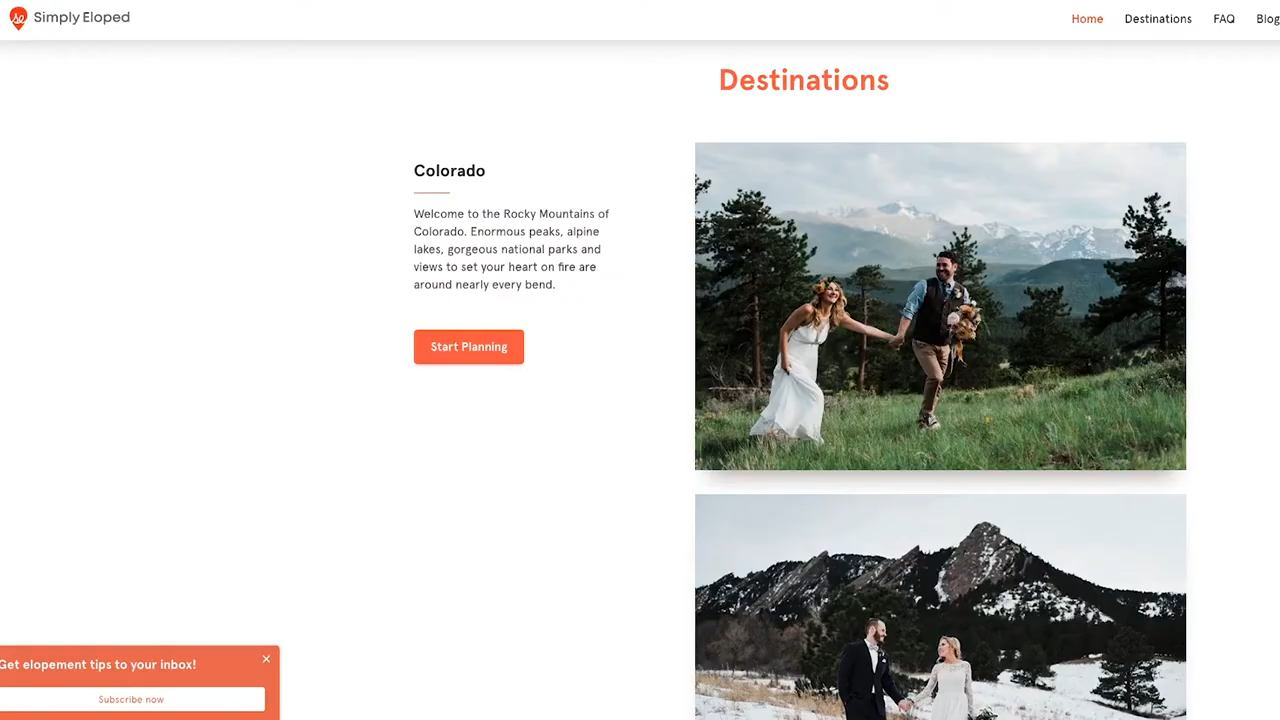 Simply Eloped
Home Destinations FAQ Blog
Destinations
Colorado
Welcome to the Rocky Mountains of
Colorado. Enormous peaks, alpine
lakes, gorgeous national parks and
views to set your heart on fire are
around nearly every bend.
Start Planning
Get elopement tips to your inbox!
Subscribe now